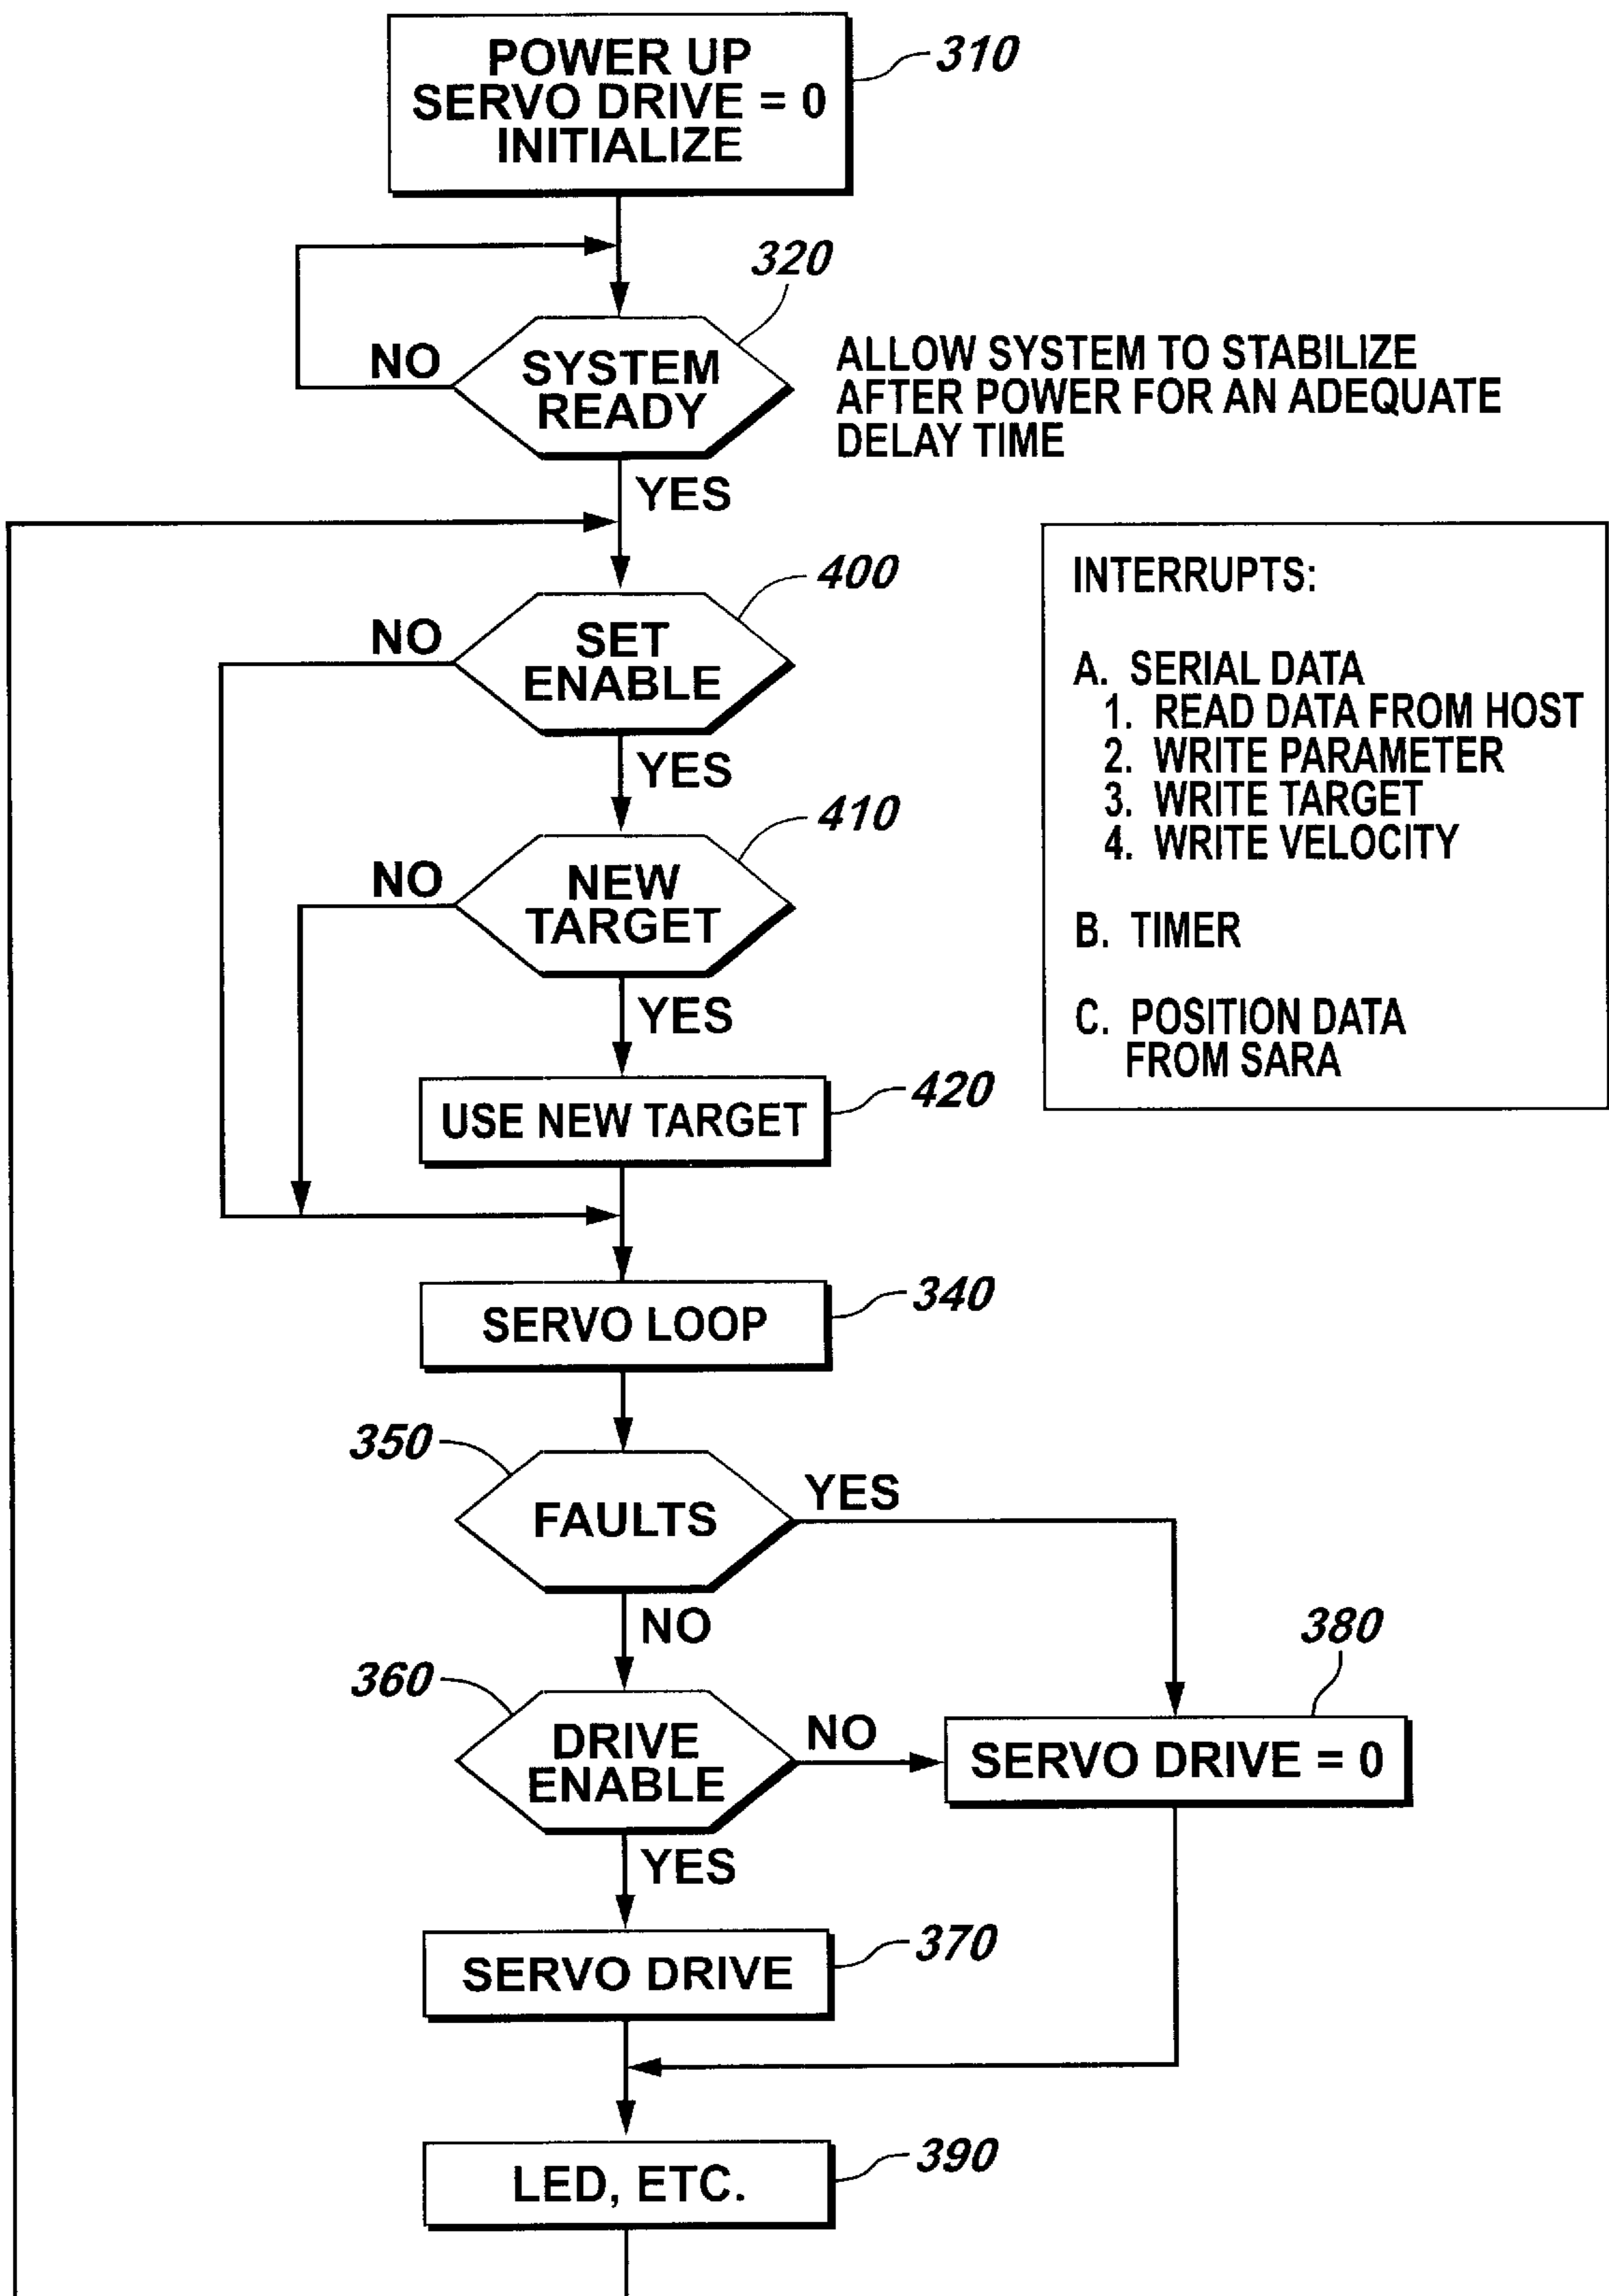 POWER UP
SERVO DRIVE = 0
INITIALIZE
310
320
NO
SYSTEM
READY
ALLOW SYSTEM TO STABILIZE
AFTER POWER FOR AN ADEQUATE
DELAY TIME
YES
400
NO
SET
ENABLE
YES
410
NO
NEW
TARGET
YES
420
USE NEW TARGET
INTERRUPTS:
A. SERIAL DATA
1. READ DATA FROM HOST
2. WRITE PARAMETER
3. WRITE TARGET
4. WRITE VELOCITY
B. TIMER
C. POSITION DATA
FROM SARA
340
SERVO LOOP
350
FAULTS
YES
NO
360
DRIVE
ENABLE
NO
380
SERVO DRIVE = 0
YES
370
SERVO DRIVE
390
LED, ETC.